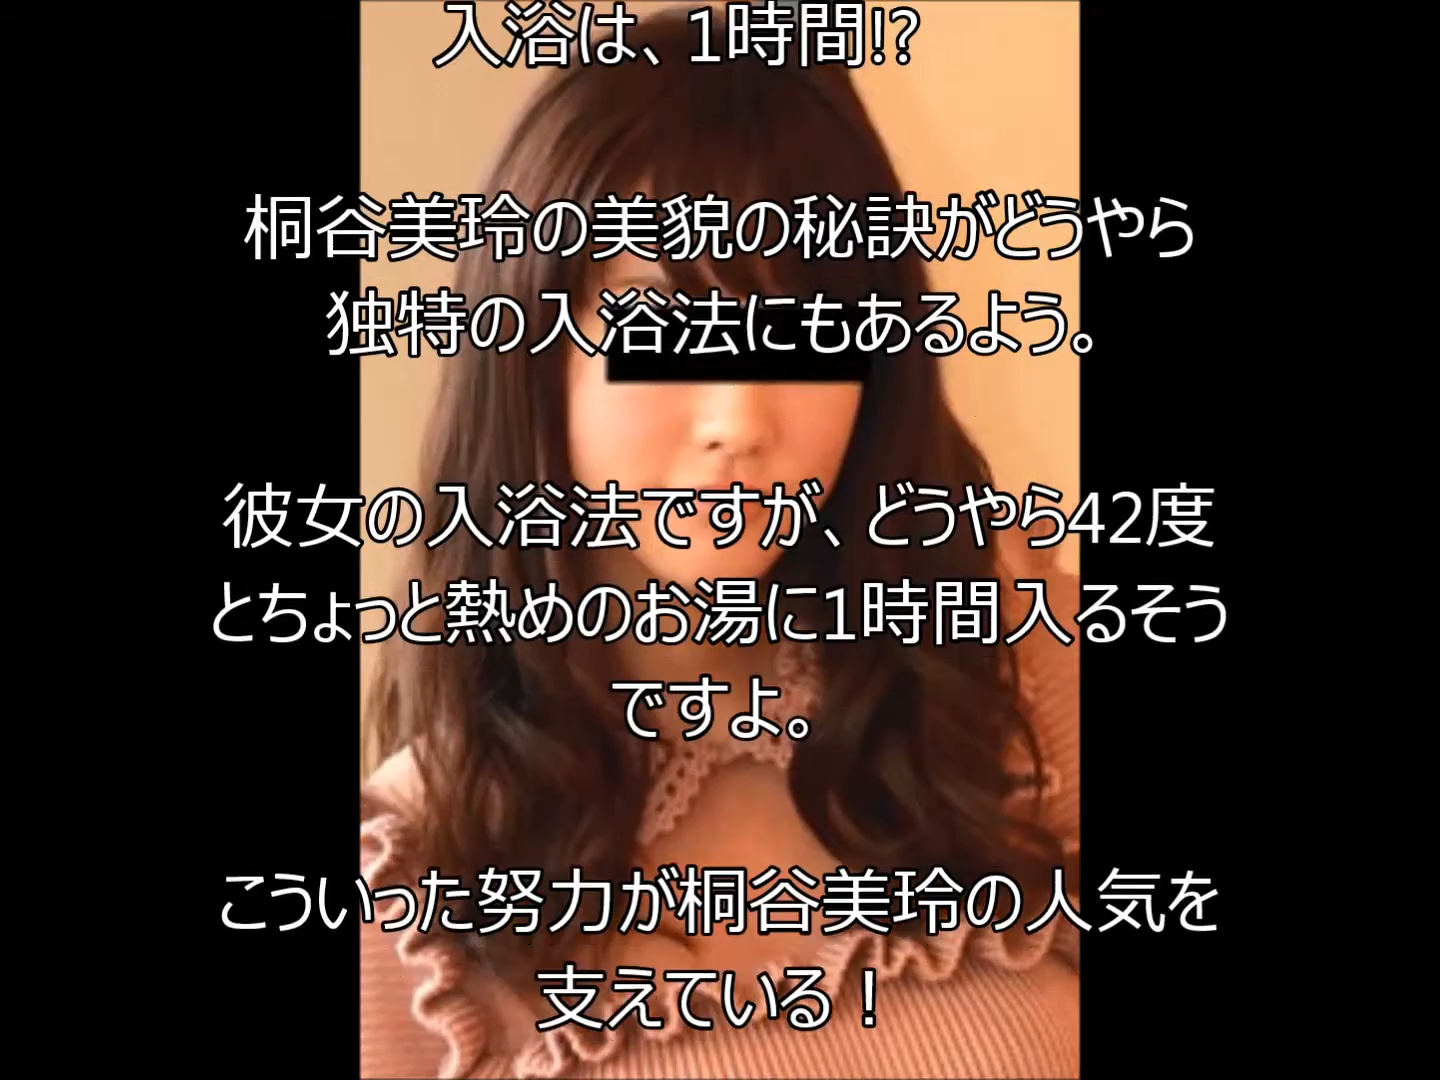 入浴は、1時間!?
桐谷美玲の美貌の秘訣がどうやら
独特の入浴法にもあるよう。
彼女の入浴法ですが、どうやら42度
とちょっと熱めのお湯に1時間入るそう
ですよ。
こういった努力が桐谷美玲の人気を
支えている！